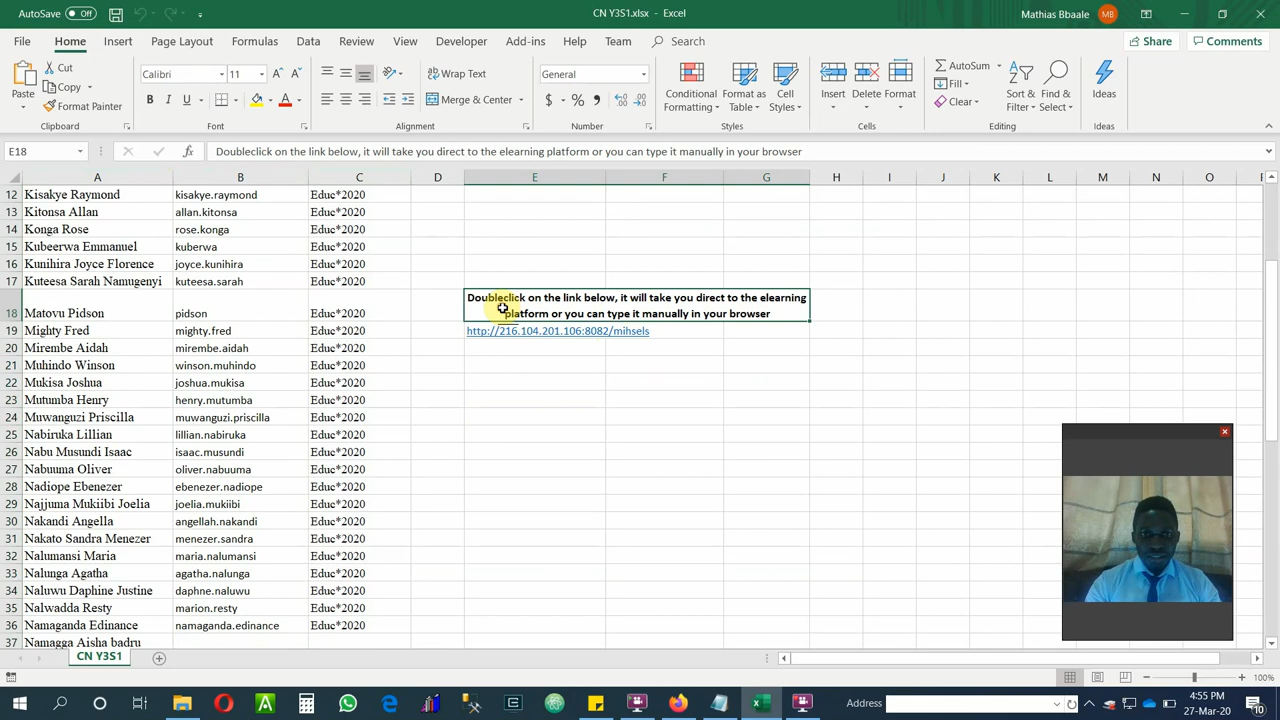 AutoSave Off
CN Y3S1.xlsx - Excel
Mathias Bbaale MB
File Home Insert Page Layout Formulas Data Review View Developer Add-ins Help Team Search Share Comments
Paste
Cut
Copy
Format Painter
Calibri 11
B I U
Wrap Text
Merge & Center
General
$ % ,
Conditional Formatting
Format as Table
Cell Styles
Insert Delete Format
AutoSum
Fill
Clear
Sort & Filter
Find & Select
Ideas
Clipboard Font Alignment Number Styles Cells Editing Ideas
E18 fx Doubleclick on the link below, it will take you direct to the elearning platform or you can type it manually in your browser
A B C D E F G H I J K L M N O
12 Kisakye Raymond kisakye.raymond Educ*2020
13 Kitonsa Allan allan.kitonsa Educ*2020
14 Konga Rose rose.konga Educ*2020
15 Kubeerwa Emmanuel kuberwa Educ*2020
16 Kunihira Joyce Florence joyce.kunihira Educ*2020
17 Kuteesa Sarah Namugenyi kuteesa.sarah Educ*2020
Doubleclick on the link below, it will take you direct to the elearning
18 Matovu Pidson pidson Educ*2020 platform or you can type it manually in your browser
19 Mighty Fred mighty.fred Educ*2020 http://216.104.201.106:8082/mihsels
20 Mirembe Aidah mirembe.aidah Educ*2020
21 Muhindo Winson winson.muhindo Educ*2020
22 Mukisa Joshua joshua.mukisa Educ*2020
23 Mutumba Henry henry.mutumba Educ*2020
24 Muwanguzi Priscilla muwanguzi.priscilla Educ*2020
25 Nabiruka Lillian lillian.nabiruka Educ*2020
26 Nabu Musundi Isaac isaac.musundi Educ*2020
27 Nabuuma Oliver oliver.nabuuma Educ*2020
28 Nadiope Ebenezer ebenezer.nadiope Educ*2020
29 Najjuma Mukiibi Joelia joelia.mukiibi Educ*2020
30 Nakandi Angella angellah.nakandi Educ*2020
31 Nakato Sandra Menezer menezer.sandra Educ*2020
32 Nalumansi Maria maria.nalumansi Educ*2020
33 Nalunga Agatha agatha.nalunga Educ*2020
34 Naluwu Daphine Justine daphne.naluwu Educ*2020
35 Nalwadda Resty marion.resty Educ*2020
36 Namaganda Edinance namaganda.edinance Educ*2020
37 Namagga Aisha badru
CN Y3S1
100%
Address
4:55 PM
27-Mar-20
10